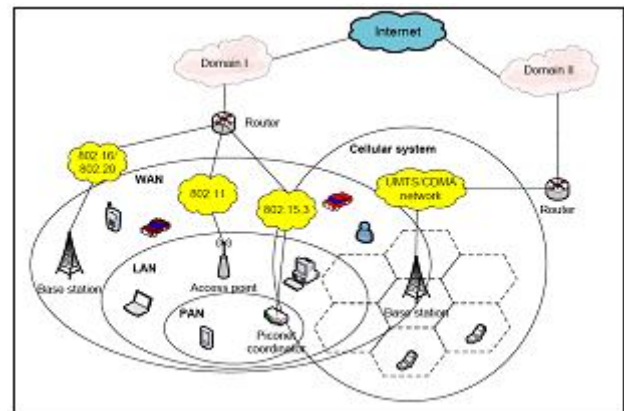 Internet
Domain I
Domain II
Router
Cellular system
802.16/
802.20
WAN
802.11
802.15.3
UMTS/CDMA
network
Router
LAN
Access point
Base station
PAN
Base station
Piconet
coordinator